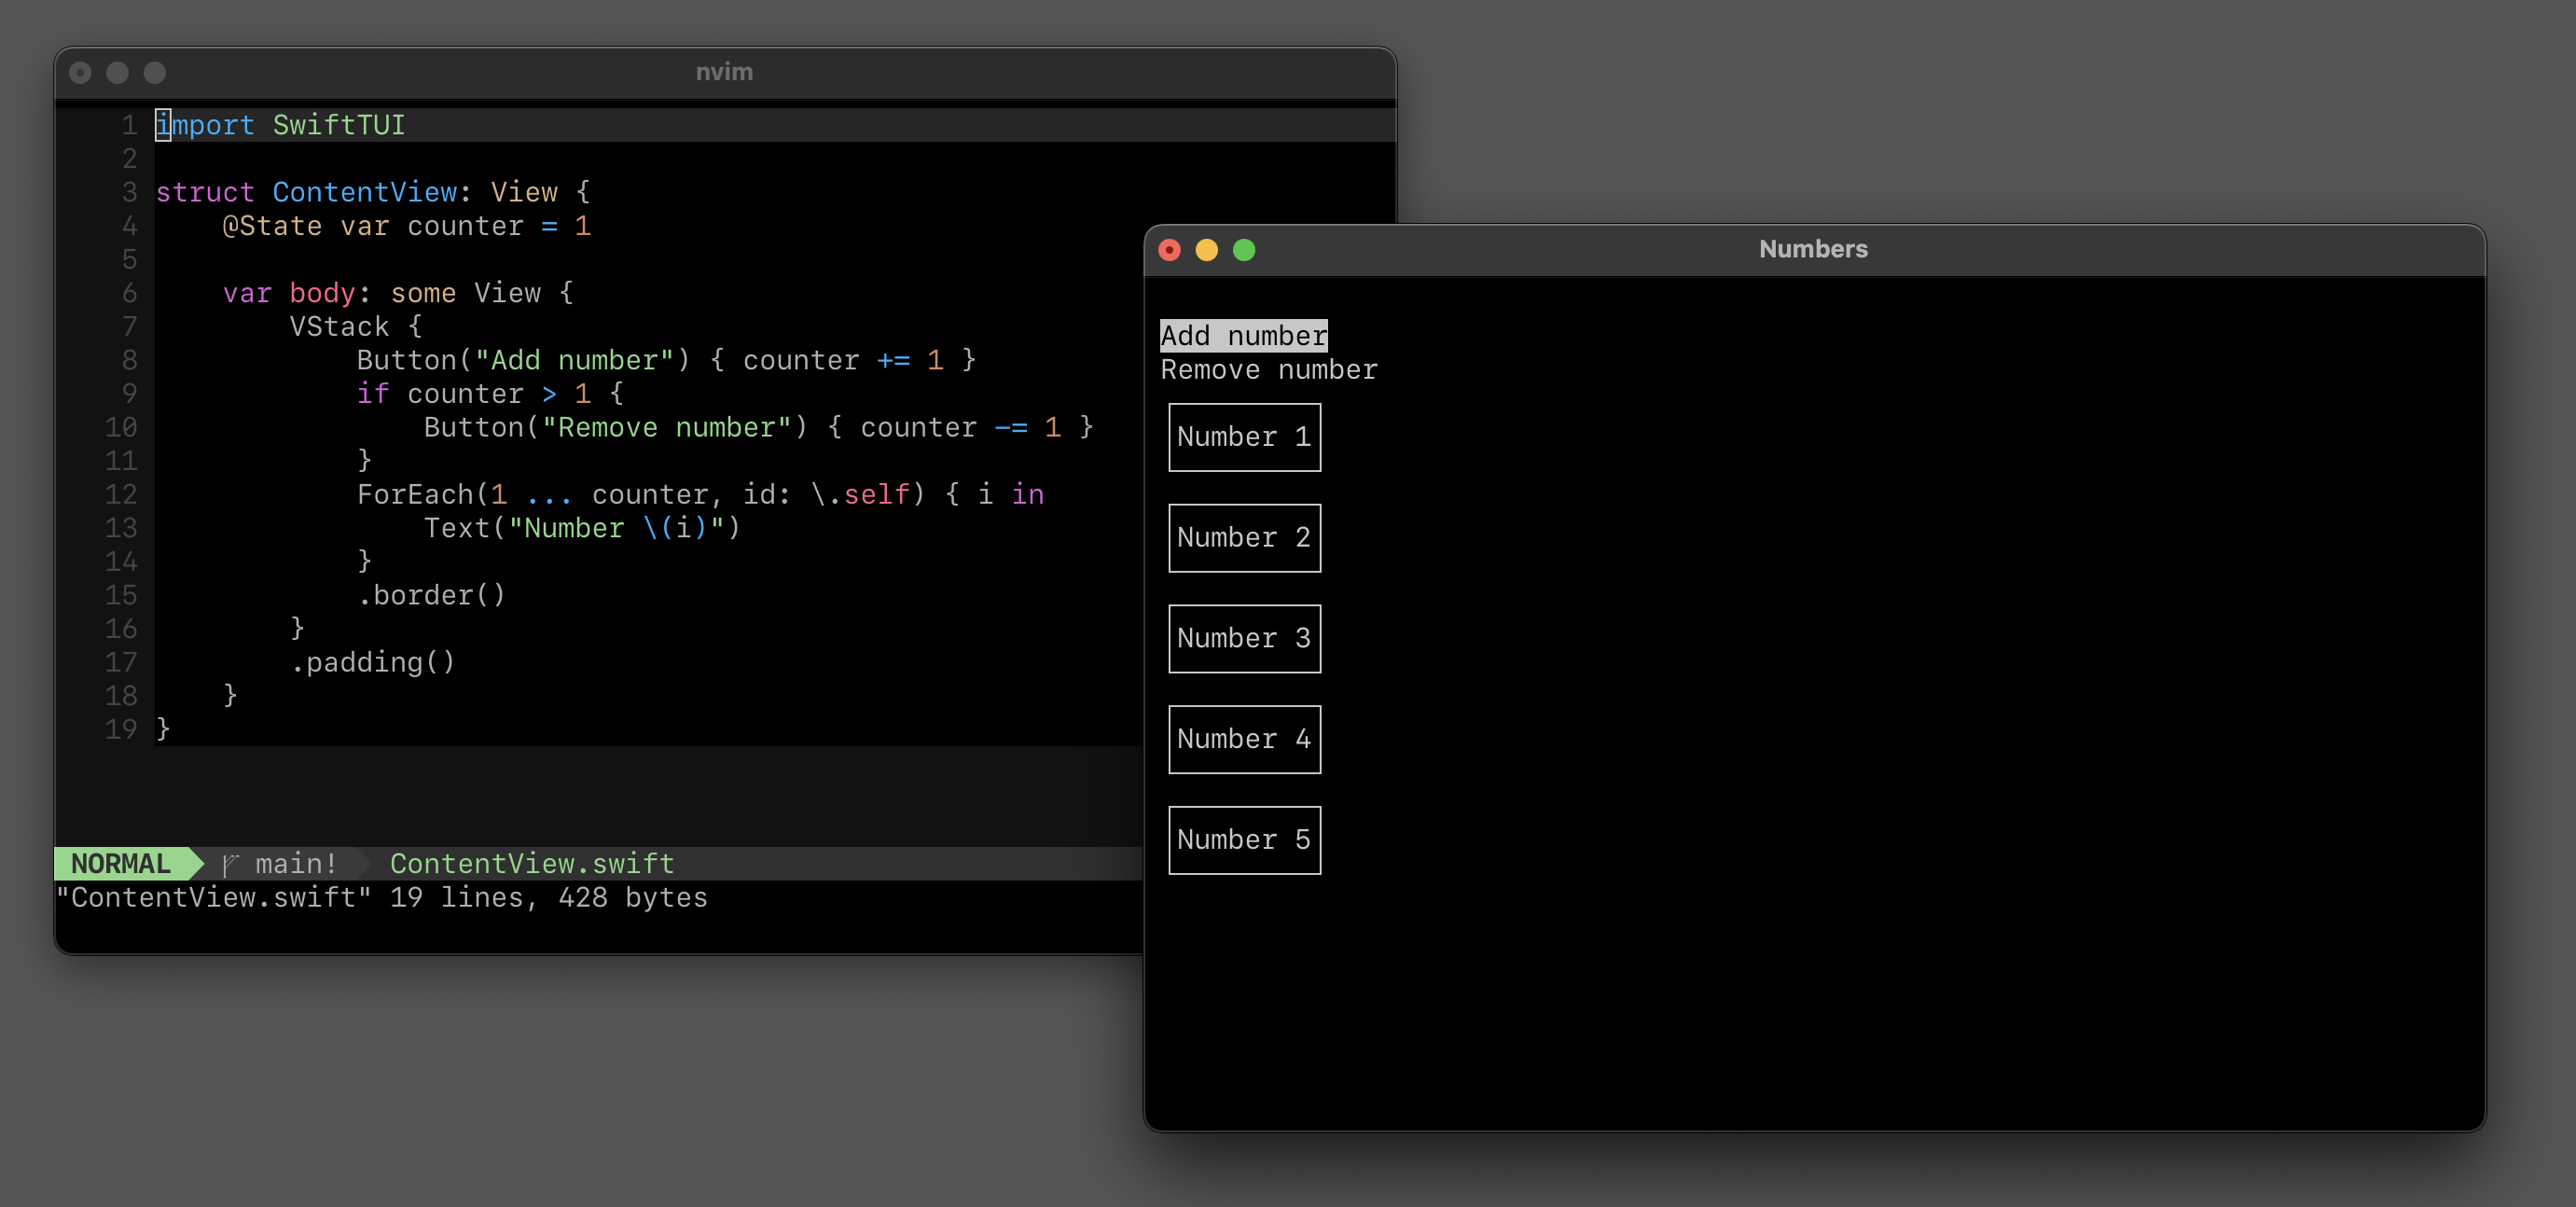 nvim
1 import SwiftTUI
2
3 struct ContentView: View {
4     @State var counter = 1
5
6     var body: some View {
7         VStack {
8             Button("Add number") { counter += 1 }
9             if counter > 1 {
10                 Button("Remove number") { counter -= 1 }
11             }
12             ForEach(1 ... counter, id: \.self) { i in
13                 Text("Number \(i)")
14             }
15             .border()
16         }
17         .padding()
18     }
19 }
NORMAL main! ContentView.swift
"ContentView.swift" 19 lines, 428 bytes
Numbers
Add number
Remove number
Number 1
Number 2
Number 3
Number 4
Number 5